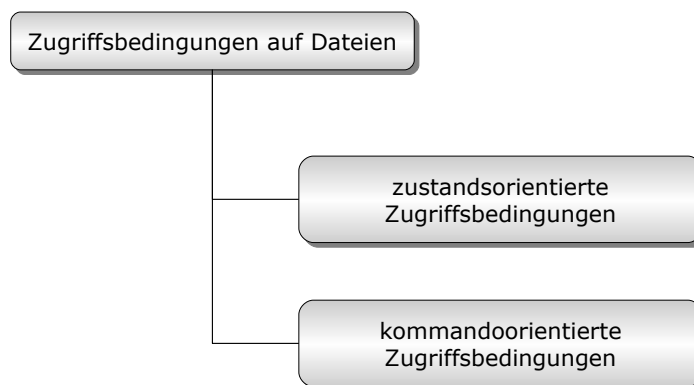 Zugriffsbedingungen auf Dateien
zustandsorientierte
Zugriffsbedingungen
kommandoorientierte
Zugriffsbedingungen